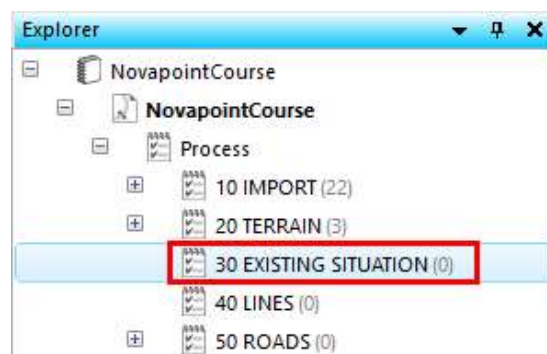 Explorer
NovapointCourse
NovapointCourse
Process
10 IMPORT (22)
20 TERRAIN (3)
30 EXISTING SITUATION (0)
40 LINES (0)
50 ROADS (0)